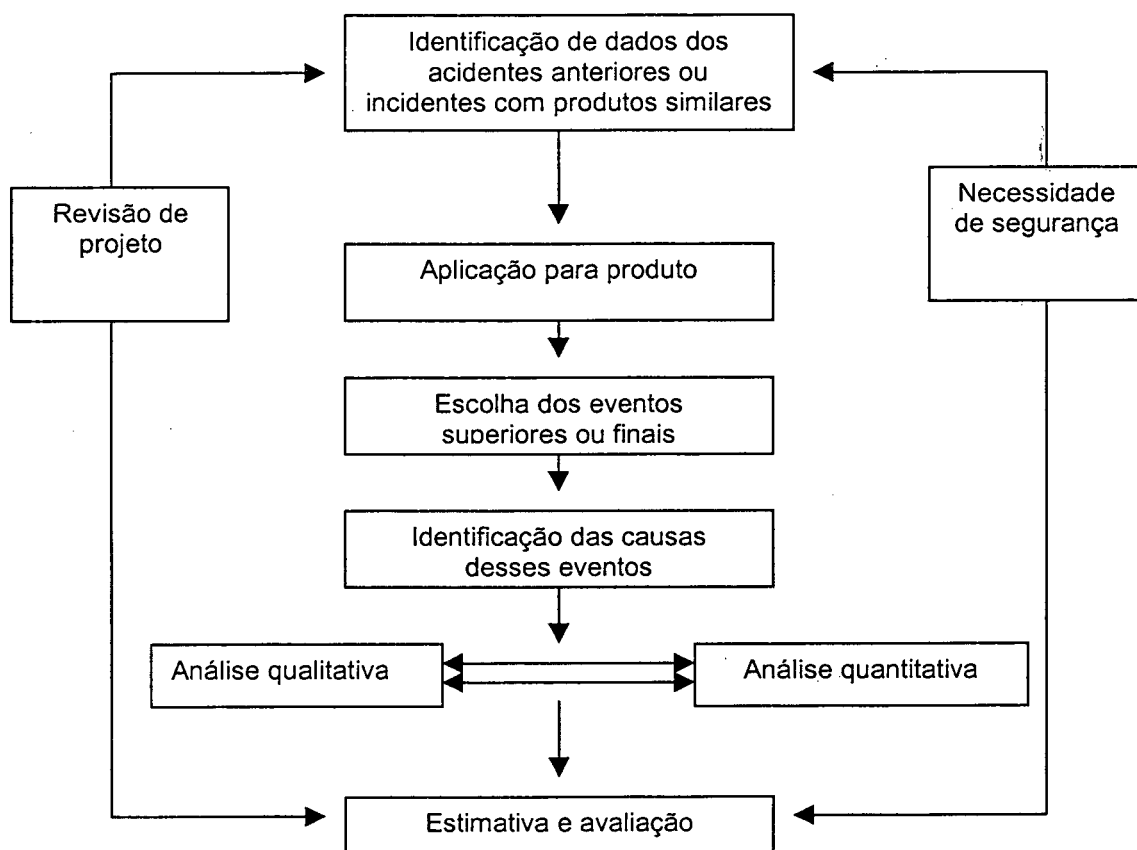 Identificação de dados dos
acidentes anteriores ou
incidentes com produtos similares
Revisão de
projeto
Necessidade
de segurança
Aplicação para produto
Escolha dos eventos
superiores ou finais
Identificação das causas
desses eventos
Análise qualitativa
Análise quantitativa
Estimativa e avaliação